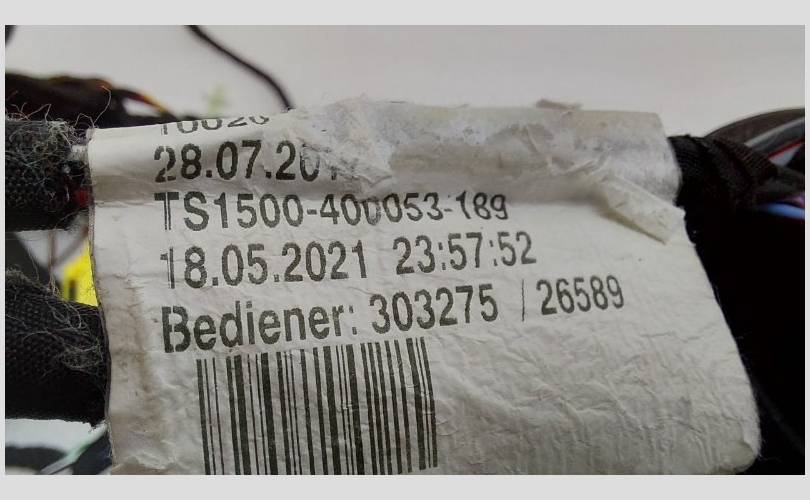 28.07.20
TS1500-400053-189
18.05.2021 23:57:52
Bediener: 303275 / 26589